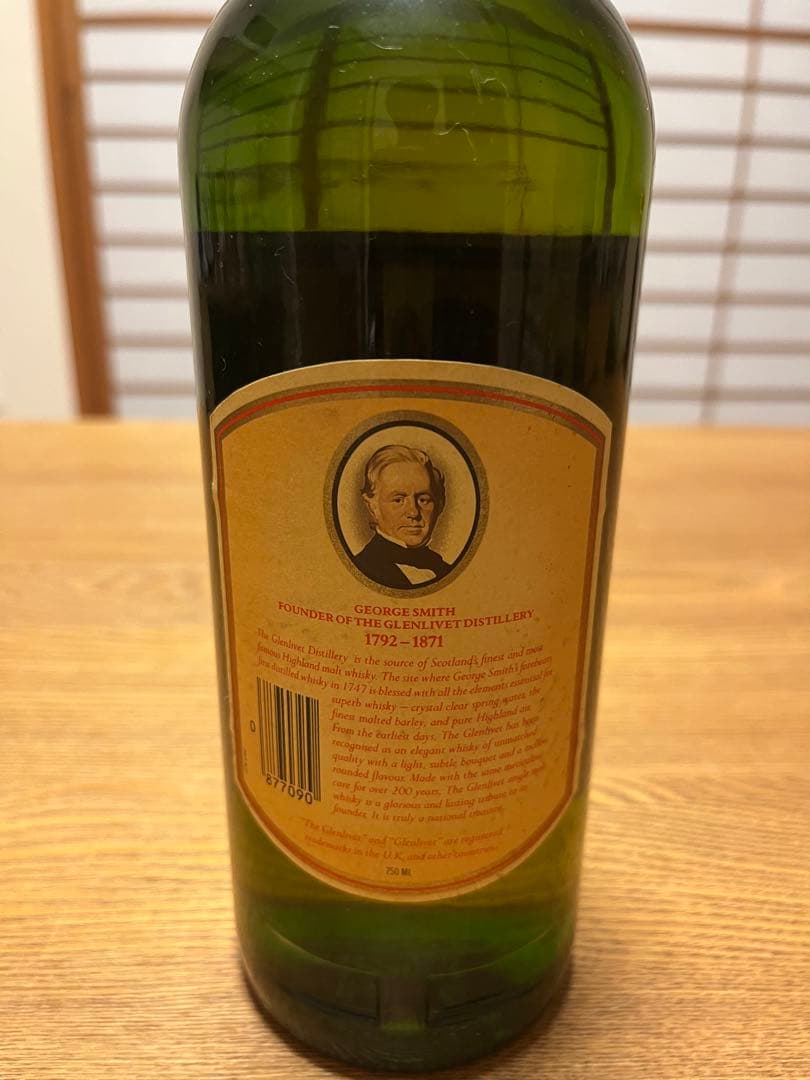 GEORGE SMITH
FOUNDER OF THE GLENLIVET DISTILLERY
1792–1871
The Glenlivet Distillery is the source of Scotland's finest and most
famous Highland malt whisky. The site where George Smith's forebears
first distilled whisky in 1747 is blessed with all the elements essential for
superb whisky – crystal clear spring water, the
finest malted barley, and pure Highland air.
From the earliest days, The Glenlivet has been
recognised as an elegant whisky of unmatched
quality with a light, subtle bouquet and a mellow,
rounded flavour. Made with the same meticulous
care for over 200 years, The Glenlivet single malt
whisky is a glorious and lasting tribute to its
founder. It is truly a national treasure.
0
877090
"The Glenlivet" and "Glenlivet" are registered
trademarks in the U.K. and other countries.
750 ML